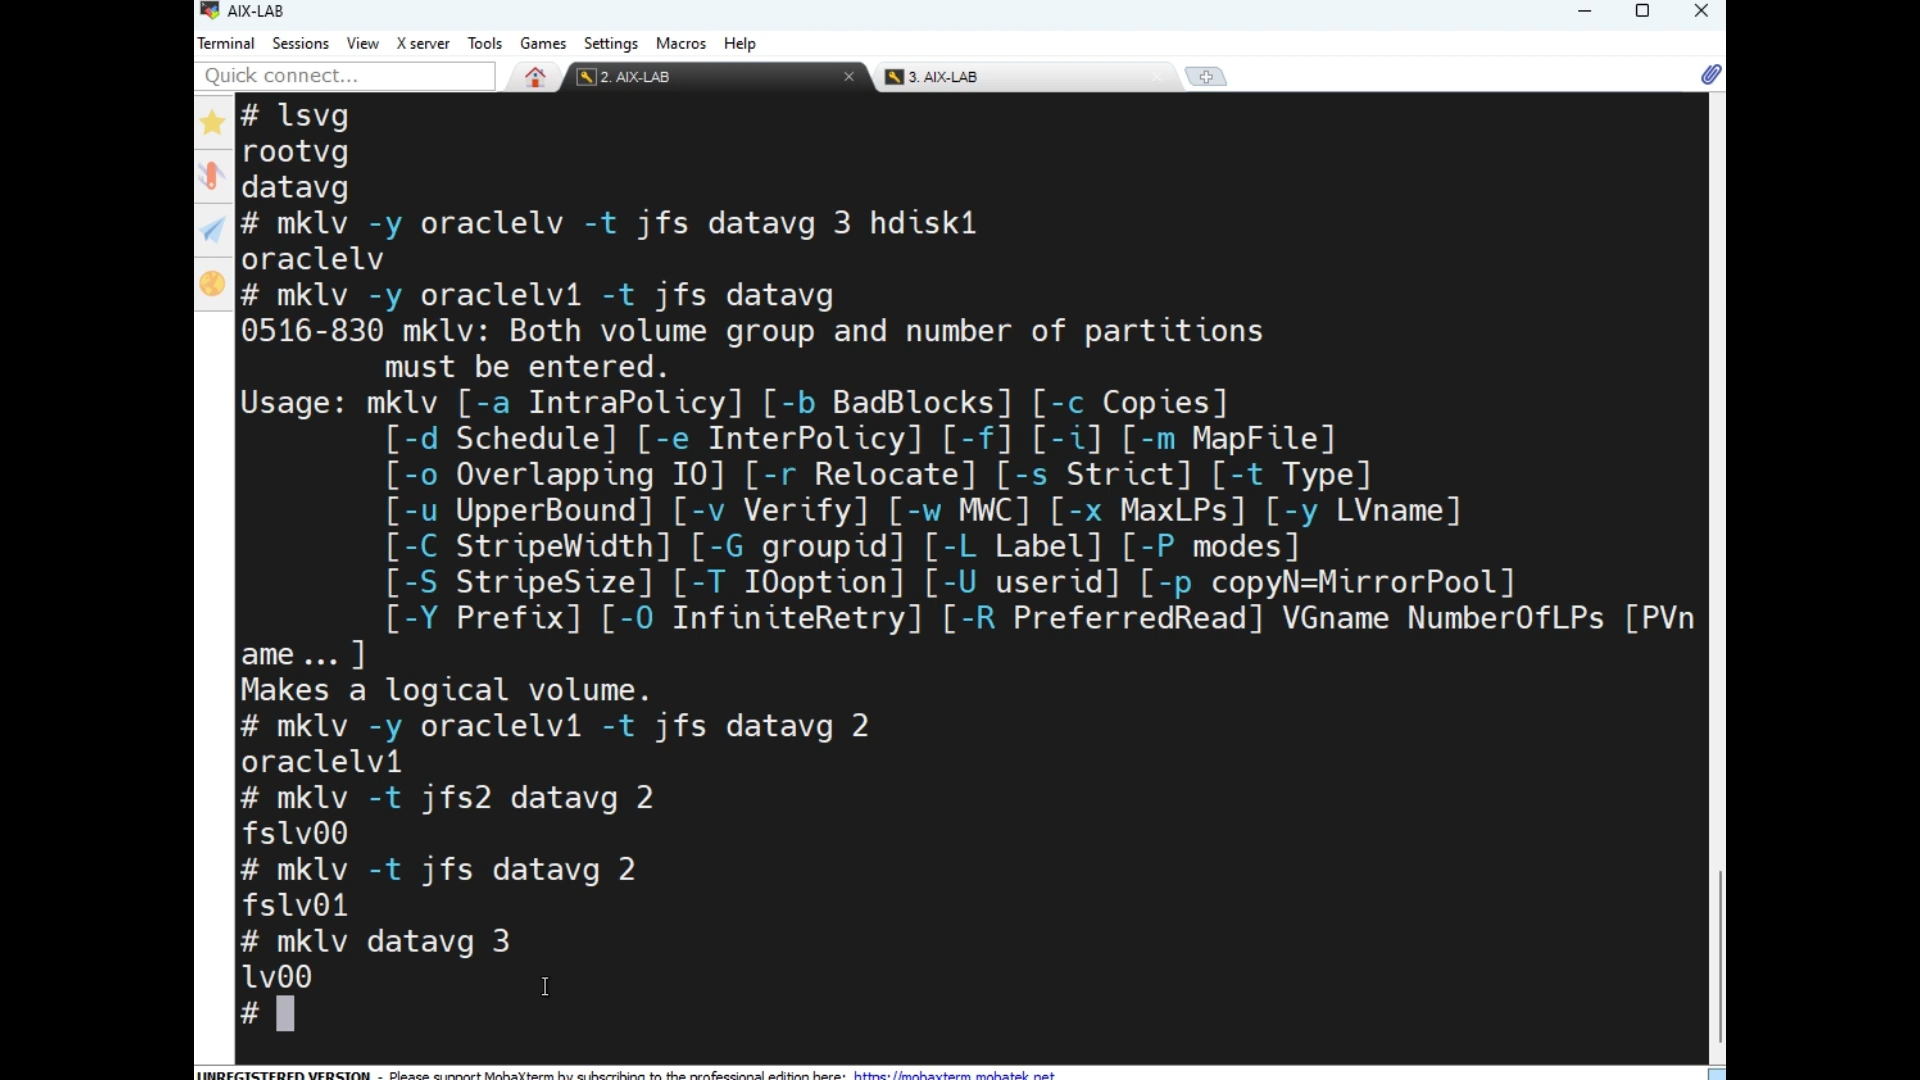 AIX-LAB
Terminal Sessions View X server Tools Games Settings Macros Help
Quick connect... 2. AIX-LAB 3. AIX-LAB
# lsvg
rootvg
datavg
# mklv -y oraclelv -t jfs datavg 3 hdisk1
oraclelv
# mklv -y oraclelv1 -t jfs datavg
0516-830 mklv: Both volume group and number of partitions
must be entered.
Usage: mklv [-a IntraPolicy] [-b BadBlocks] [-c Copies]
[-d Schedule] [-e InterPolicy] [-f] [-i] [-m MapFile]
[-o Overlapping IO] [-r Relocate] [-s Strict] [-t Type]
[-u UpperBound] [-v Verify] [-w MWC] [-x MaxLPs] [-y LVname]
[-C StripeWidth] [-G groupid] [-L Label] [-P modes]
[-S StripeSize] [-T IOoption] [-U userid] [-p copyN=MirrorPool]
[-Y Prefix] [-O InfiniteRetry] [-R PreferredRead] VGname NumberOfLPs [PVn
ame...]
Makes a logical volume.
# mklv -y oraclelv1 -t jfs datavg 2
oraclelv1
# mklv -t jfs2 datavg 2
fslv00
# mklv -t jfs datavg 2
fslv01
# mklv datavg 3
lv00
#
UNREGISTERED VERSION - Please support MobaXterm by subscribing to the professional edition here: https://mobaxterm.mobatek.net